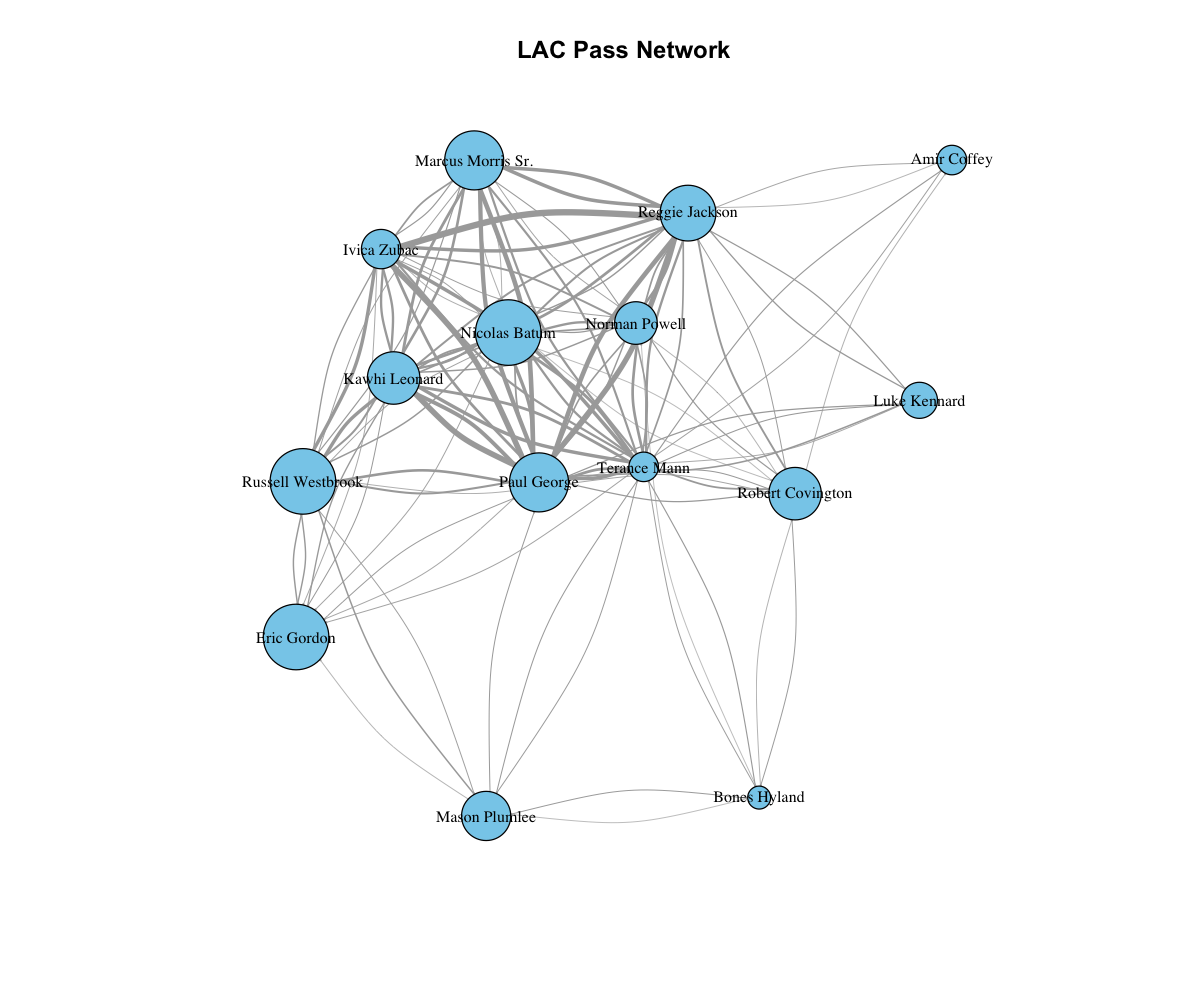 LAC Pass Network
Marcus Morris Sr.
Amir Coffey
Reggie Jackson
Ivica Zubac
Norman Powell
Nicolas Batum
Kawhi Leonard
Luke Kennard
Terance Mann
Russell Westbrook
Paul George
Robert Covington
Eric Gordon
Bones Hyland
Mason Plumlee